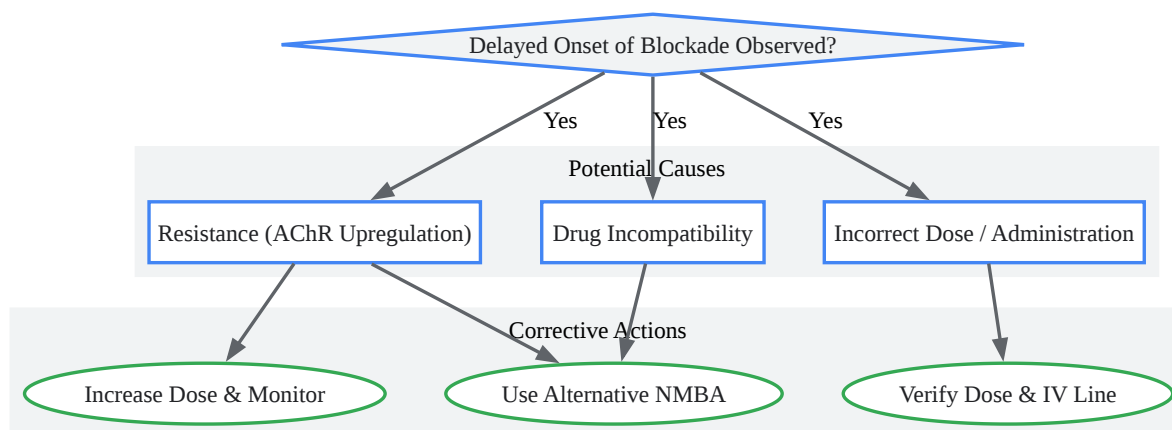 Delayed Onset of Blockade Observed?
Yes
Yes
Yes
Potential Causes
Resistance (AChR Upregulation)
Drug Incompatibility
Incorrect Dose / Administration
Corrective Actions
Increase Dose & Monitor
Use Alternative NMBA
Verify Dose & IV Line